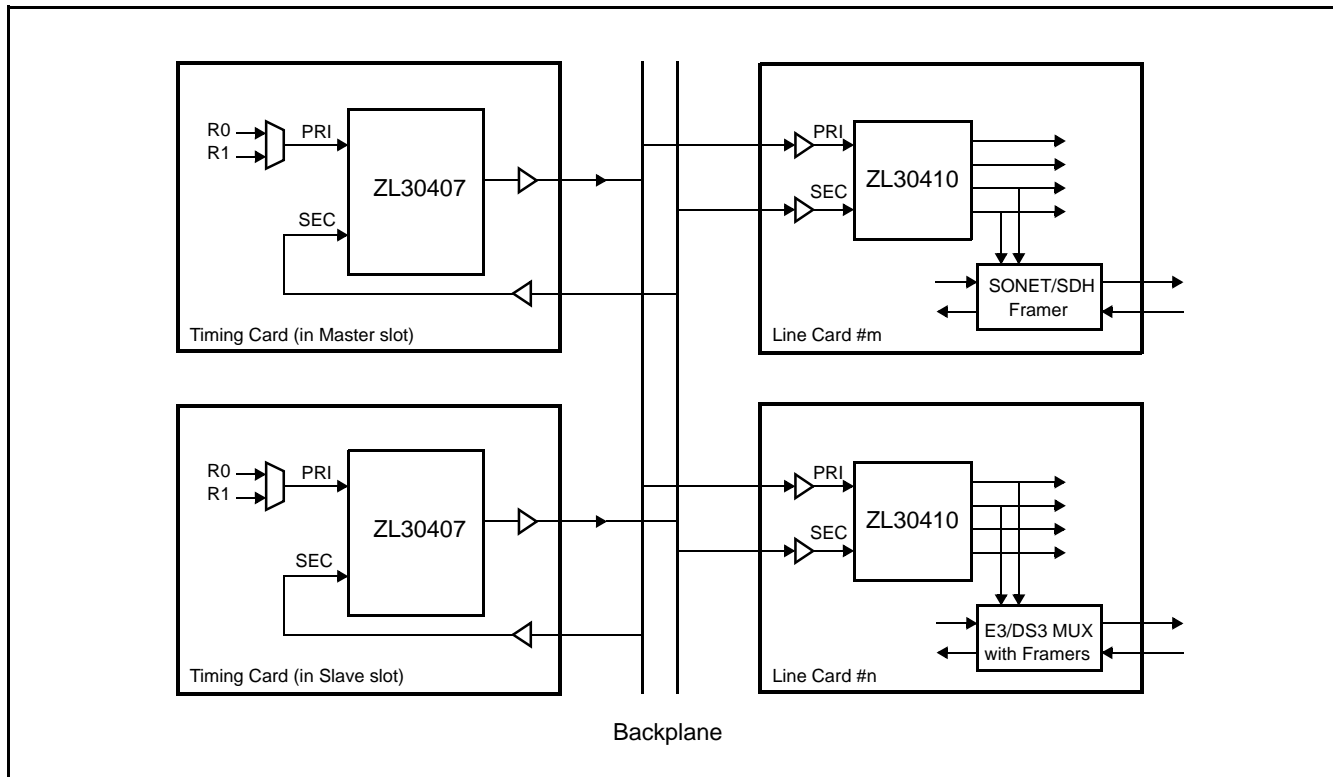 R0
R1
PRI
ZL30407
SEC
Timing Card (in Master slot)
PRI
SEC
ZL30410
SONET/SDH
Framer
Line Card #m
R0
R1
PRI
ZL30407
SEC
Timing Card (in Slave slot)
PRI
SEC
ZL30410
E3/DS3 MUX
with Framers
Line Card #n
Backplane